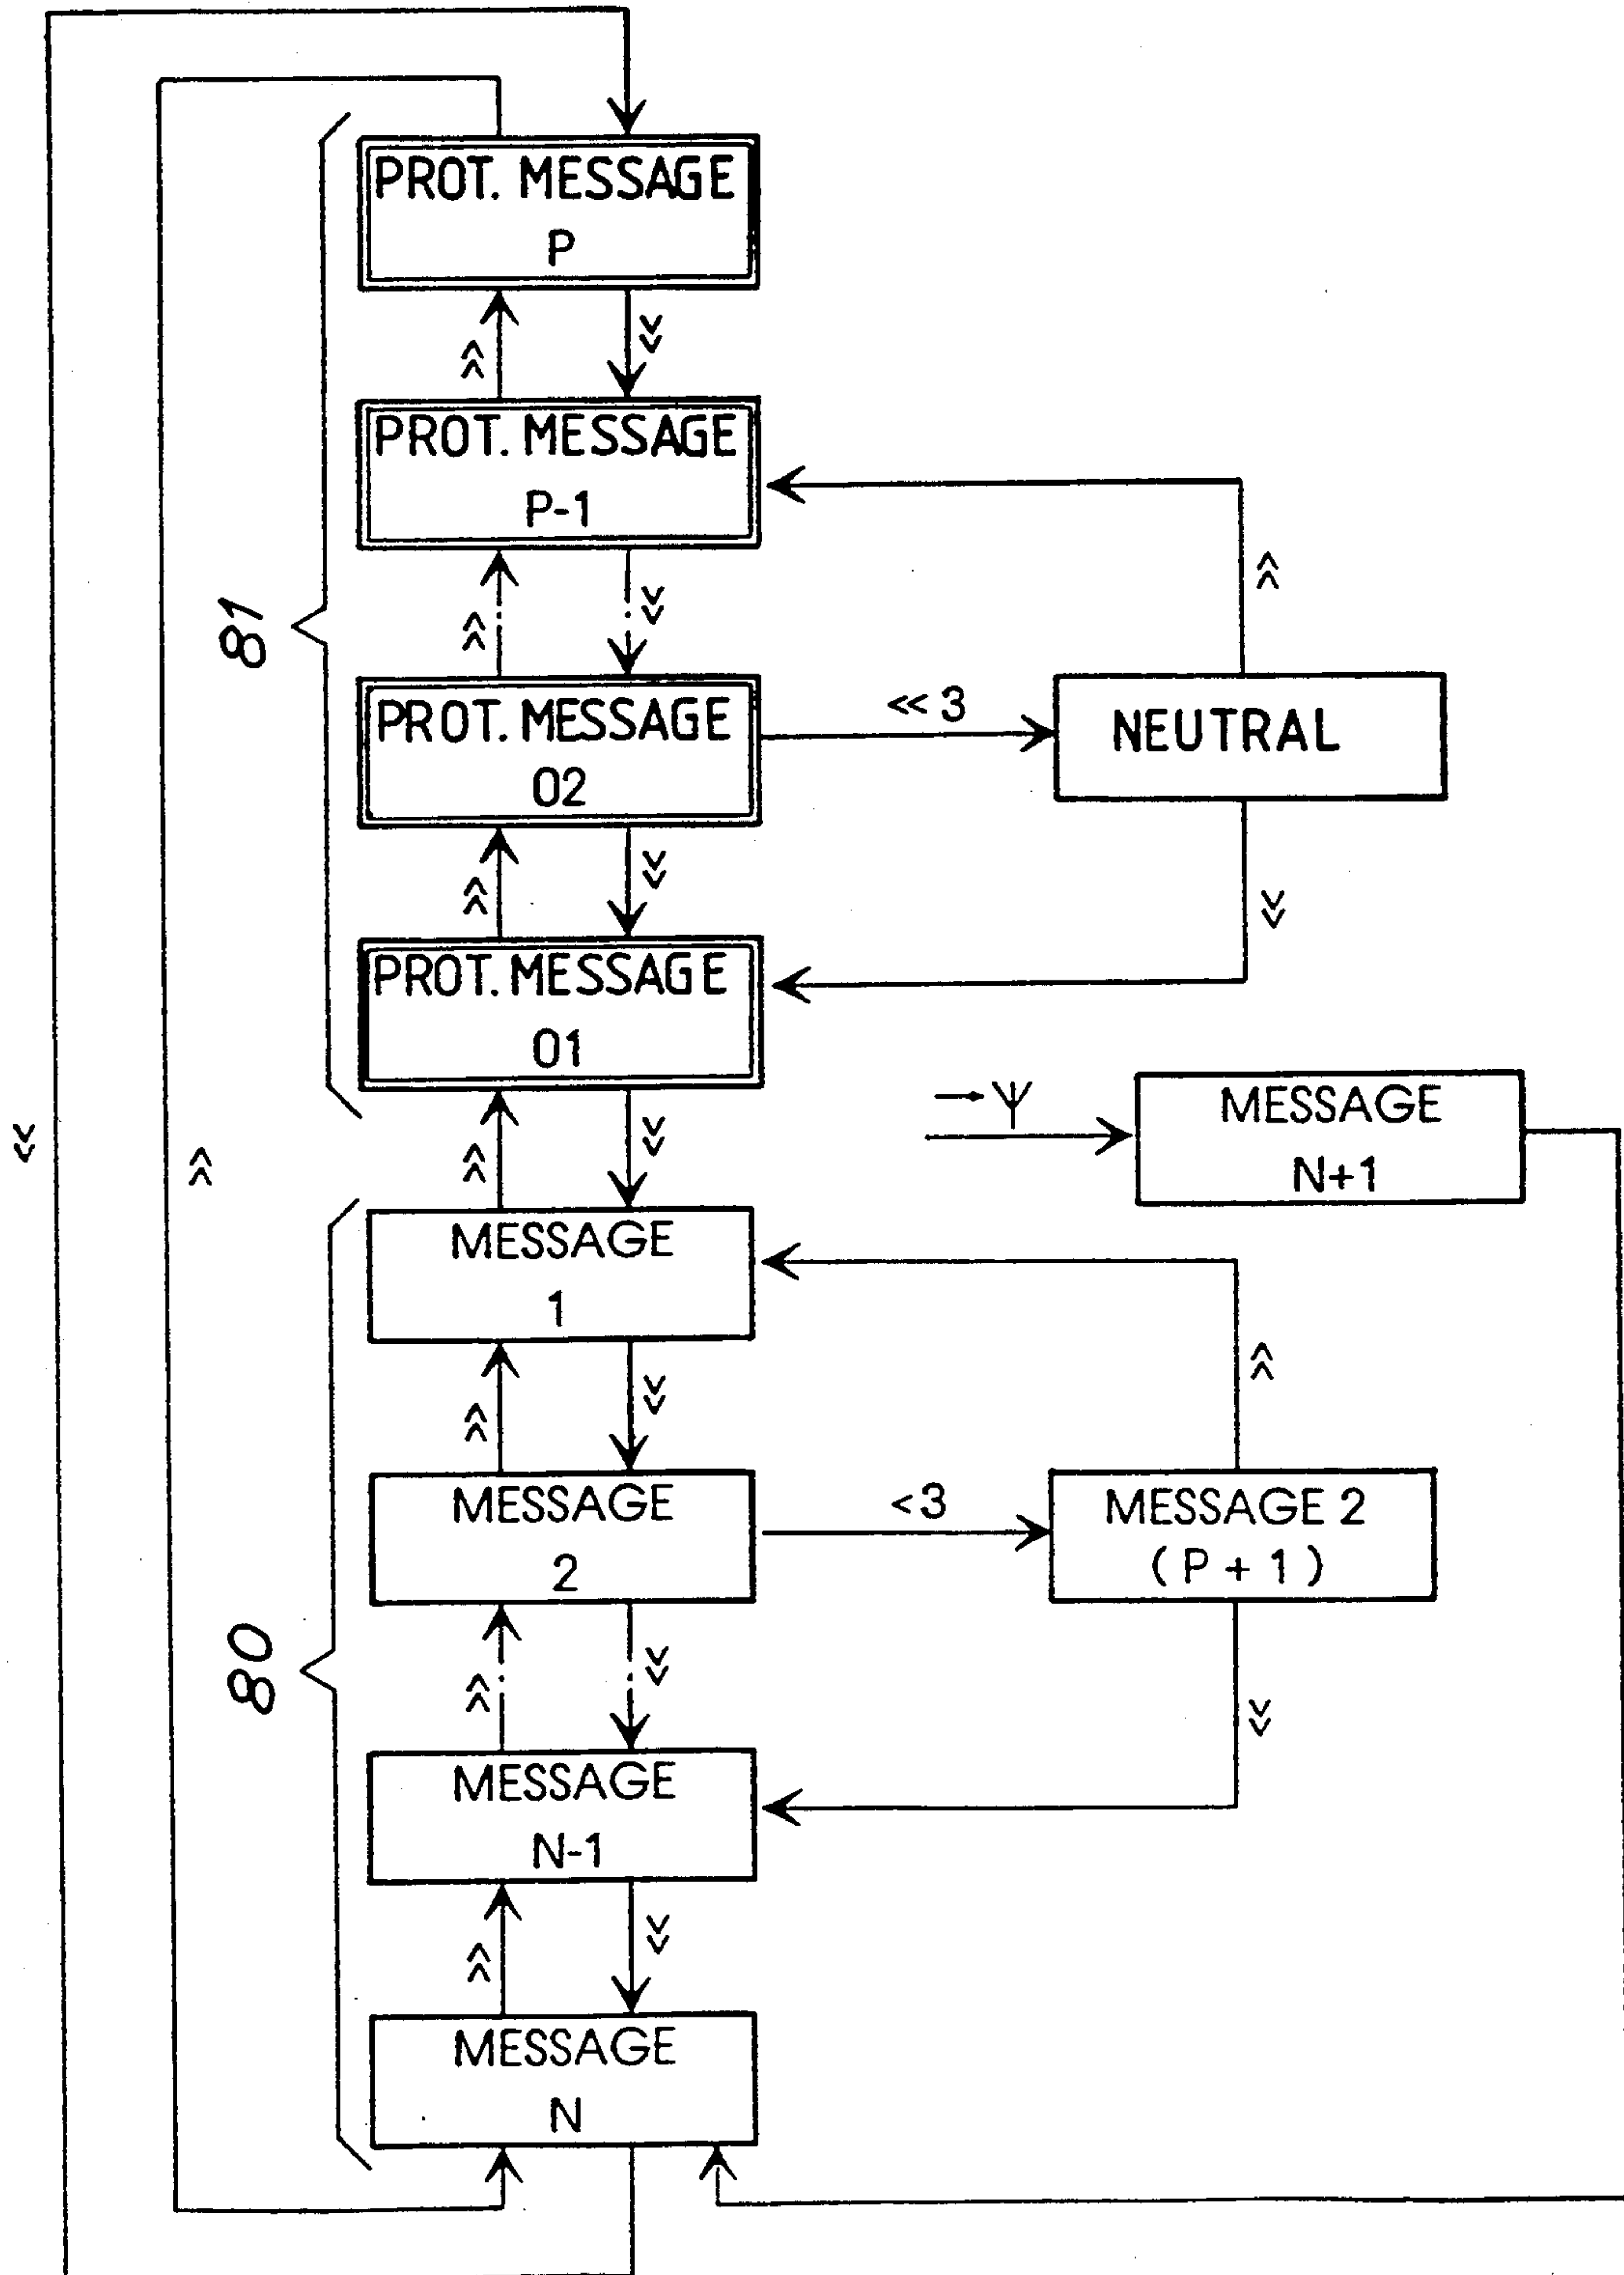 PROT. MESSAGE
P
PROT. MESSAGE
P-1
81
PROT. MESSAGE
02
<< 3
NEUTRAL
PROT. MESSAGE
01
MESSAGE
N+1
MESSAGE
1
MESSAGE
2
< 3
MESSAGE 2
( P + 1 )
80
MESSAGE
N-1
MESSAGE
N